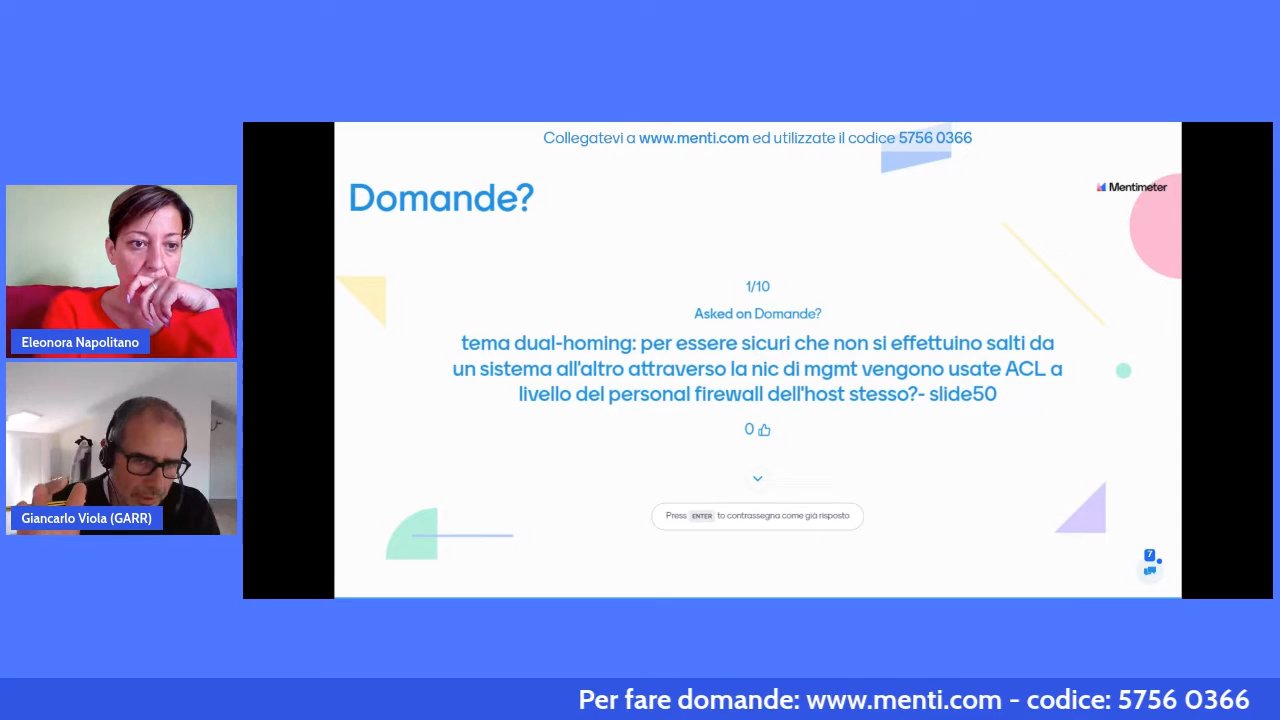 Collegatevi a www.menti.com ed utilizzate il codice 5756 0366
Domande?
Mentimeter
1/10
Asked on Domande?
tema dual-homing: per essere sicuri che non si effettuino salti da
un sistema all'altro attraverso la nic di mgmt vengono usate ACL a
livello del personal firewall dell'host stesso?- slide50
0
Press ENTER to contrassegna come già risposto
7
Eleonora Napolitano
Giancarlo Viola (GARR)
Per fare domande: www.menti.com - codice: 5756 0366